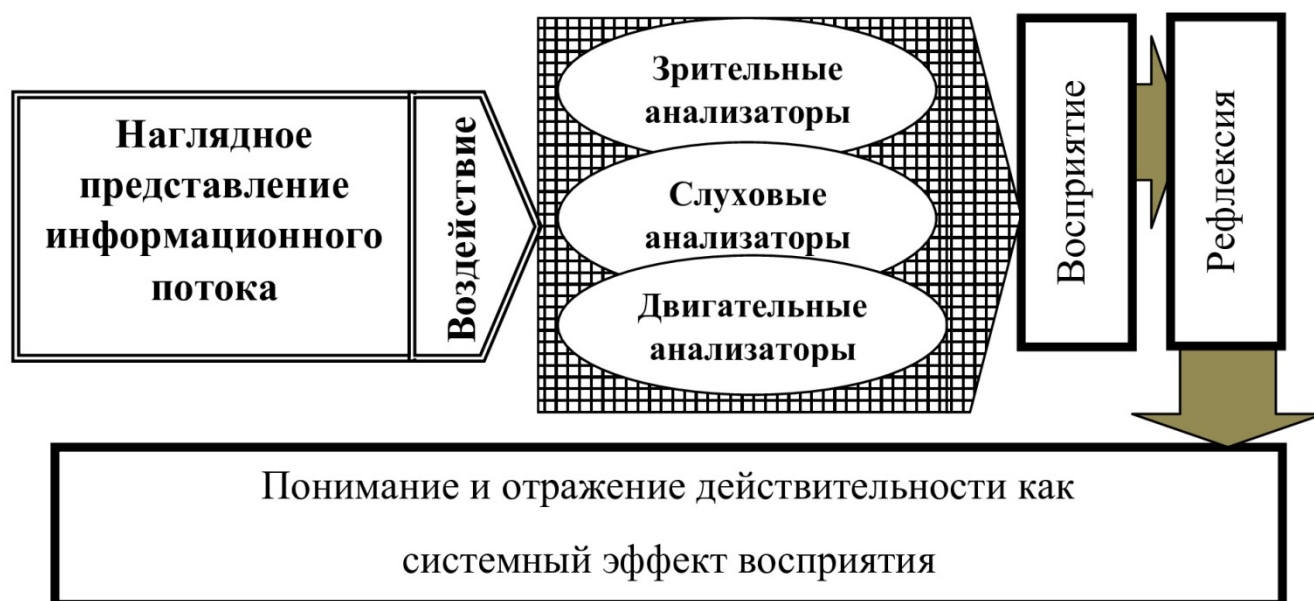 Наглядное
представление
информационного
потока
Воздействие
Зрительные
анализаторы
Слуховые
анализаторы
Двигательные
анализаторы
Восприятие
Рефлексия
Понимание и отражение действительности как
системный эффект восприятия